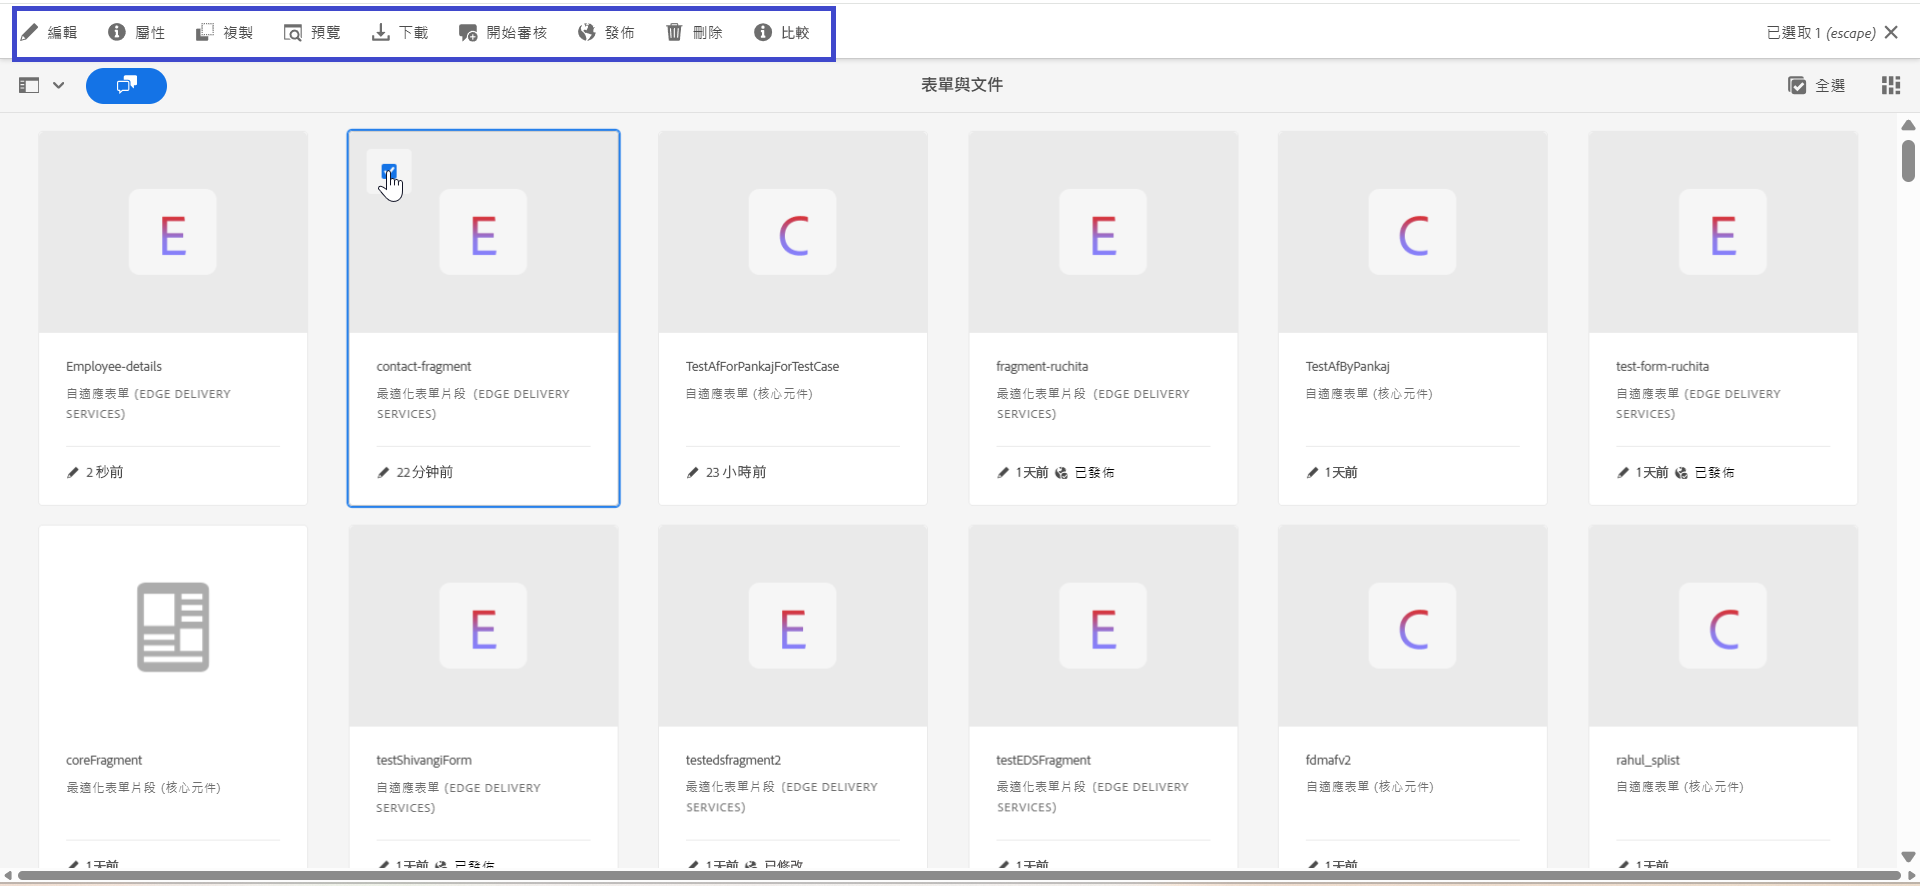 編輯 屬性 複製 預覽 下載 開始審核 發佈 刪除 比較 已選取 1 (escape)
表單與文件 全選
E E C E C E
Employee-details
自適應表單 (EDGE DELIVERY
SERVICES)
2 秒前
contact-fragment
最適化表單片段 (EDGE DELIVERY
SERVICES)
22 分钟前
TestAfForPankajForTestCase
自適應表單 (核心元件)
23 小時前
fragment-ruchita
最適化表單片段 (EDGE DELIVERY
SERVICES)
1天前 已發佈
TestAfByPankaj
自適應表單 (核心元件)
1天前
test-form-ruchita
自適應表單 (EDGE DELIVERY
SERVICES)
1天前 已發佈
E E E C C
coreFragment
最適化表單片段 (核心元件)
1天前
testShivangiForm
自適應表單 (EDGE DELIVERY
SERVICES)
1天前 已發佈
testedsfragment2
最適化表單片段 (EDGE DELIVERY
SERVICES)
1天前 已修改
testEDSFragment
最適化表單片段 (EDGE DELIVERY
SERVICES)
1天前
fdmafv2
自適應表單 (核心元件)
1天前
rahul_splist
自適應表單 (核心元件)
1天前